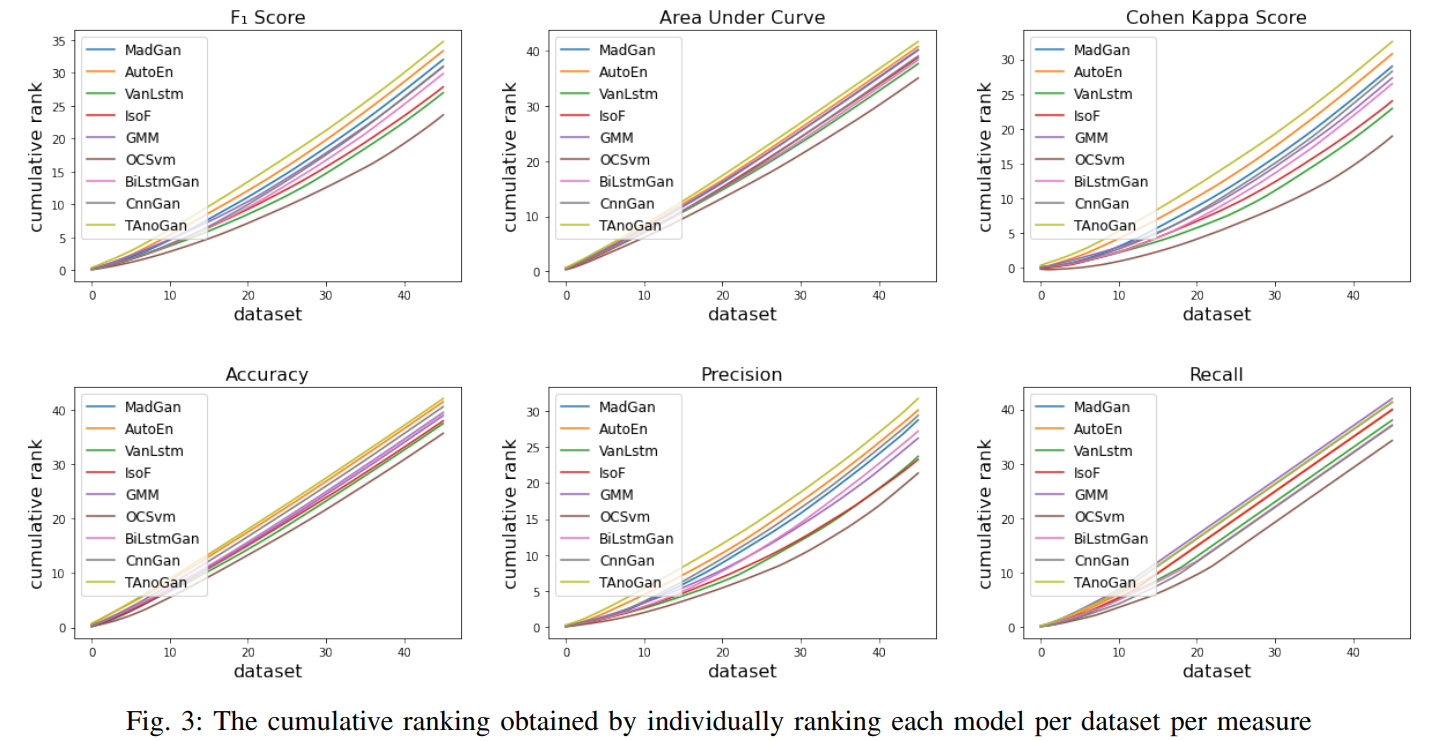 F₁ Score
cumulative rank
35
30
25
20
15
10
5
0
MadGan
AutoEn
VanLstm
IsoF
GMM
OCSvm
BiLstmGan
CnnGan
TAnoGan
0 10 20 30 40
dataset
Area Under Curve
cumulative rank
40
30
20
10
0
MadGan
AutoEn
VanLstm
IsoF
GMM
OCSvm
BiLstmGan
CnnGan
TAnoGan
0 10 20 30 40
dataset
Cohen Kappa Score
cumulative rank
30
25
20
15
10
5
0
MadGan
AutoEn
VanLstm
IsoF
GMM
OCSvm
BiLstmGan
CnnGan
TAnoGan
0 10 20 30 40
dataset
Accuracy
cumulative rank
40
30
20
10
0
MadGan
AutoEn
VanLstm
IsoF
GMM
OCSvm
BiLstmGan
CnnGan
TAnoGan
0 10 20 30 40
dataset
Precision
cumulative rank
30
25
20
15
10
5
0
MadGan
AutoEn
VanLstm
IsoF
GMM
OCSvm
BiLstmGan
CnnGan
TAnoGan
0 10 20 30 40
dataset
Recall
cumulative rank
40
30
20
10
0
MadGan
AutoEn
VanLstm
IsoF
GMM
OCSvm
BiLstmGan
CnnGan
TAnoGan
0 10 20 30 40
dataset
Fig. 3: The cumulative ranking obtained by individually ranking each model per dataset per measure